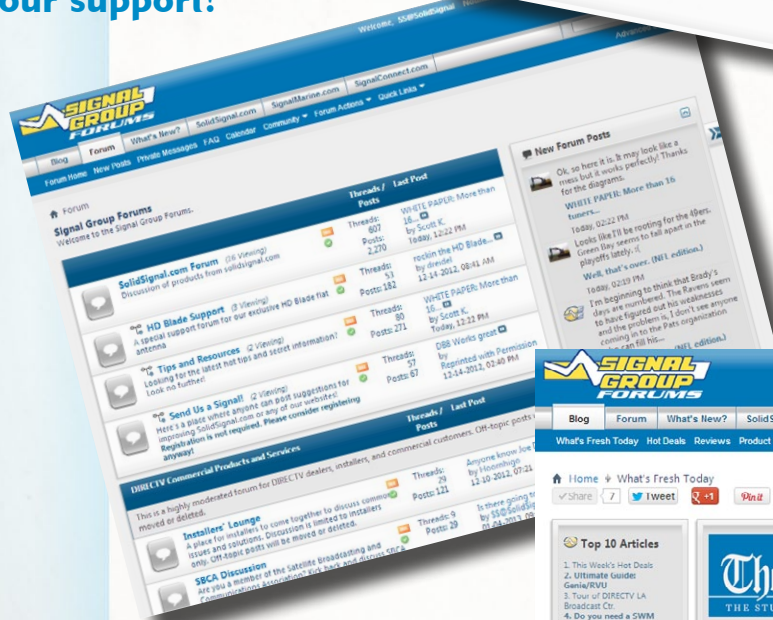 our support!
Welcome, SS@SolidSignal
SIGNAL
GROUP
FORUMS
Blog Forum What's New? SolidSignal.com SignalMarine.com SignalConnect.com
Forum Home New Posts Private Messages FAQ Calendar Community Forum Actions Quick Links
Forum
Signal Group Forums
Welcome to the Signal Group Forums.
Threads / Posts Last Post
SolidSignal.com Forum (16 Viewing)
Discussion of products from solidsignal.com
Threads: 607
Posts: 2,270
WHITE PAPER: More than
16...
by Scott K.
Today, 12:22 PM
HD Blade Support (3 Viewing)
A special support forum for our exclusive HD Blade flat
antenna
Threads: 53
Posts: 182
rockin the HD Blade...
by dreidel
12-14-2012, 08:41 AM
Tips and Resources (2 Viewing)
Looking for the latest hot tips and secret information?
Look no further!
Threads: 80
Posts: 271
WHITE PAPER: More than
16...
by Scott K.
Today, 12:22 PM
Send Us a Signal! (2 Viewing)
Here's a place where anyone can post suggestions for
improving SolidSignal.com or any of our websites!
Registration is not required. Please consider registering
anyway!
Threads: 57
Posts: 67
DB8 Works great
by
Reprinted with Permission
12-14-2012, 02:40 PM
DIRECTV Commercial Products and Services
Threads / Posts Last Post
This is a highly moderated forum for DIRECTV dealers, installers, and commercial customers. Off-topic posts
moved or deleted.
Installers' Lounge
A place for installers to come together to discuss common
issues and solutions. Discussion is limited to installers
only. Off-topic posts will be moved or deleted.
Threads: 29
Posts: 121
Anyone know Joe
12-10-2012, 07:21
SBCA Discussion
Are you a member of the Satellite Broadcasting and
Communications Association? Kick back and discuss SBCA
Threads: 9
Posts: 29
Is there going
New Forum Posts
Ok, so here it is. It may look like a
mess but it works perfectly! Thanks
for the diagrams.
WHITE PAPER: More than 16
tuners...
Today, 02:22 PM
Looks like I'll be rooting for the 49ers.
Green Bay seems to fall apart in the
playoffs lately. :(
Well, that's over. (NFL edition.)
Today, 02:19 PM
I'm beginning to think that Brady's
days are numbered. The Ravens seem
to have figured out his weaknesses
and the problem is, I don't see anyone
coming in to the Pats organization
can fill his...
(NFL edition.)
SIGNAL
GROUP
FORUMS
Blog Forum What's New?
What's Fresh Today Hot Deals Reviews Product
Home What's Fresh Today
Share 7 Tweet +1 Pin it
Top 10 Articles
1. This Week's Hot Deals
2. Ultimate Guide:
Genie/RVU
3. Tour of DIRECTV LA
Broadcast Ctr.
4. Do you need a SWM
THE